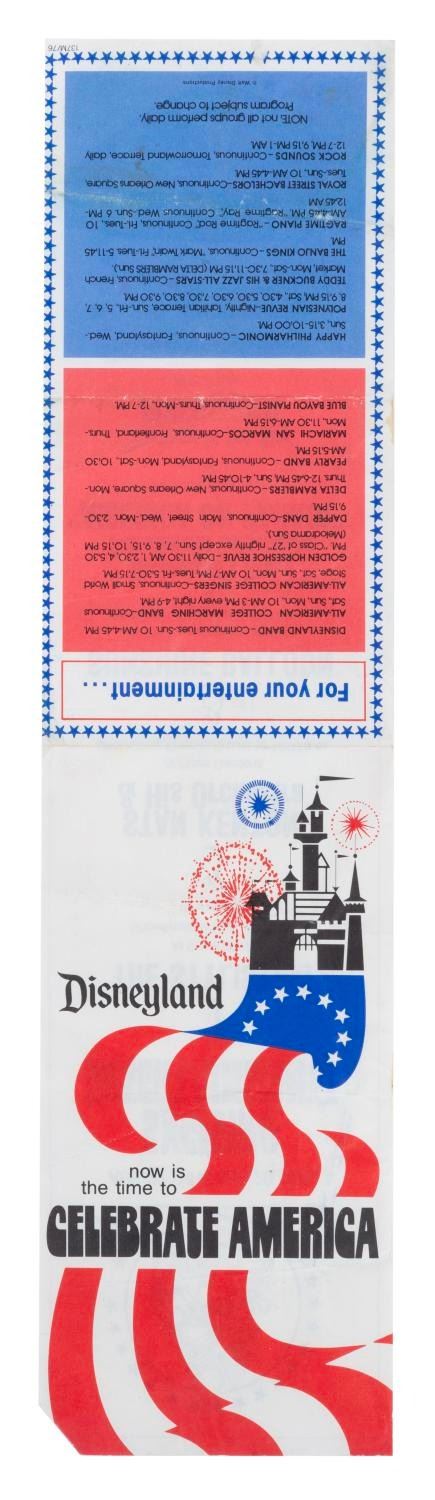 Disneyland
now is
the time to
CELEBRATE AMERICA
For your entertainment...
DISNEYLAND BAND – Continuous Tues.-Sun. 10 AM-4:45 PM.
ALL-AMERICAN COLLEGE MARCHING BAND–Continuous
Sat., Sun., Mon., 10 AM-3 PM, every night, 4-9 PM.
ALL-AMERICAN COLLEGE SINGERS–Continuous, Small World
Stage, Sat., Sun., Mon., 10 AM-7 PM, Tues.-Fri. 5:30-7:15 PM.
GOLDEN HORSESHOE REVUE – Daily 11:30 AM, 1, 2:30, 4, 5:30
PM. "Class of '27" nightly except Sun., 7, 8, 9:15, 10:15 PM
(Melodrama Sun.).
DAPPER DANS–Continuous, Main Street, Wed.-Mon. 2:30-
9:15 PM.
DELTA RAMBLERS – Continuous, New Orleans Square, Mon.-
Thurs. 12-6:45 PM, Sun., 4-10:45 PM.
PEARLY BAND – Continuous, Fantasyland, Mon.-Sat., 10:30
AM-5:15 PM.
MARIACHI SAN MARCOS–Continuous, Frontierland, Thurs.-
Mon., 11:30 AM-6:15 PM.
BLUE BAYOU PIANIST–Continuous, Thurs.-Mon., 12-7 PM.
HAPPY PHILHARMONIC – Continuous, Fantasyland, Wed.-
Sun., 3:15-10:00 PM.
POLYNESIAN REVUE–Nightly, Tahitian Terrace, Sun.-Fri., 5, 6, 7,
8, 9:15 PM, Sat., 4:30, 5:30, 6:30, 7:30, 8:30, 9:30 PM.
TEDDY BUCKNER & HIS JAZZ ALL-STARS – Continuous, French
Market, Mon.-Sat., 7:30-11:15 PM (DELTA RAMBLERS Sun.).
THE BANJO KINGS – Continuous, "Mark Twain", Fri.-Tues. 5-11:45
PM.
RAGTIME PIANO – "Ragtime Rod", Continuous, Fri.-Tues., 10
AM-4:45 PM, "Ragtime Ray", Continuous Wed.-Sun. 6 PM-
12:45 AM.
ROYAL STREET BACHELORS–Continuous, New Orleans Square,
Tues.-Sun., 10 AM-4:45 PM.
ROCK SOUNDS – Continuous, Tomorrowland Terrace, daily
12-7 PM, 9:15 PM-1 AM.
NOTE: not all groups perform daily.
Program subject to change.
© Walt Disney Productions
137M/76